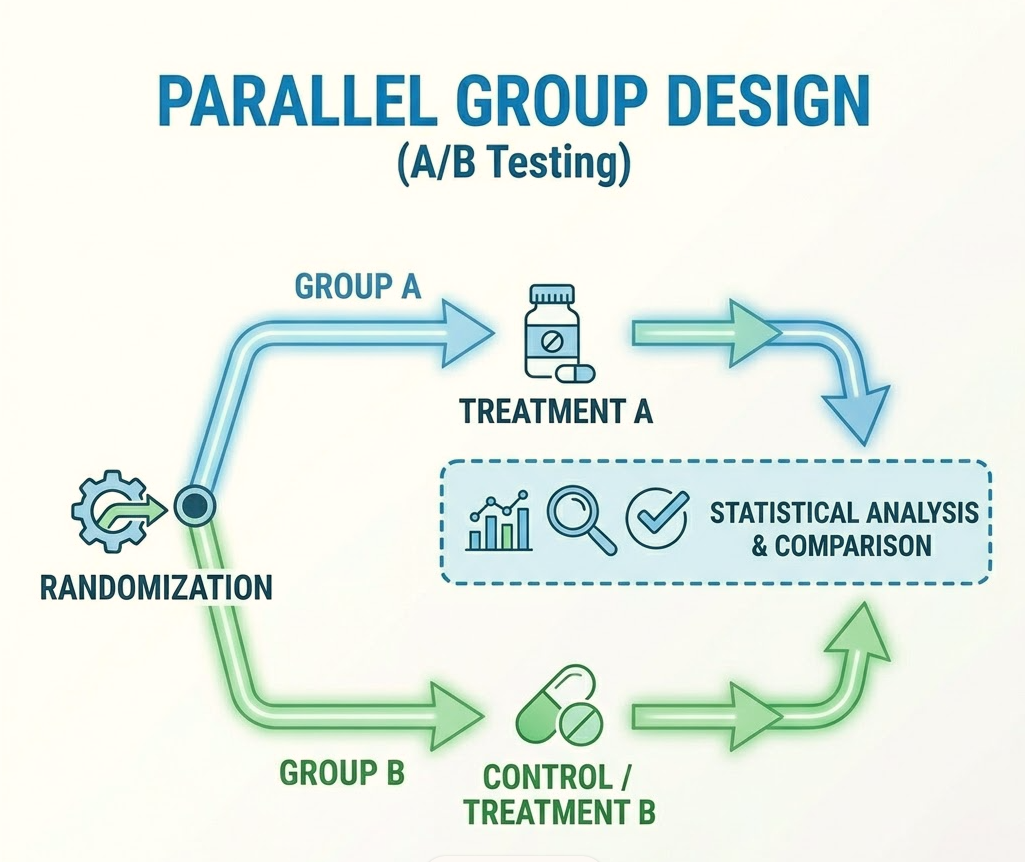 PARALLEL GROUP DESIGN
(A/B Testing)
GROUP A
TREATMENT A
STATISTICAL ANALYSIS
& COMPARISON
RANDOMIZATION
GROUP B
CONTROL /
TREATMENT B